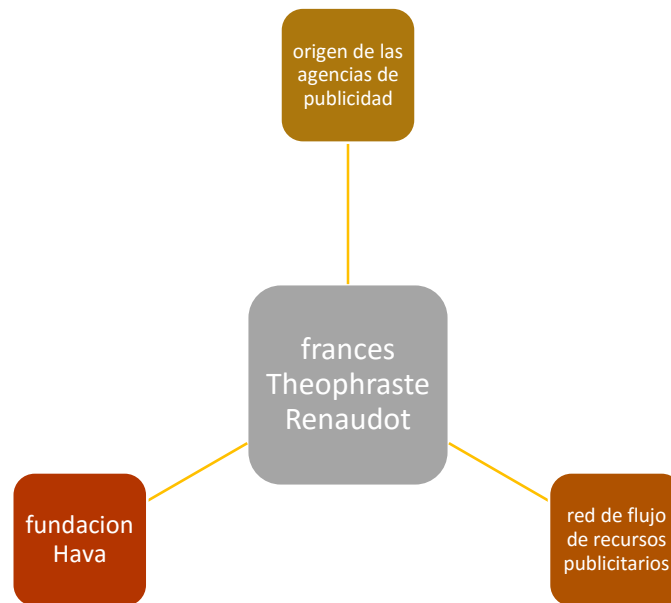 origen de las
agencias de
publicidad
frances
Theophraste
Renaudot
fundacion
Hava
red de flujo
de recursos
publicitarios